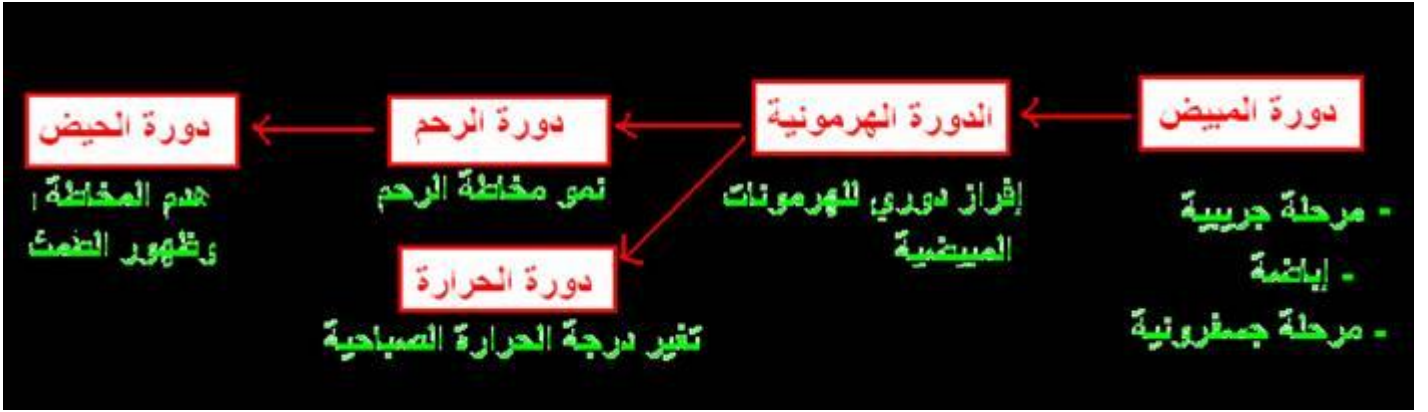 دورة المبيض
- مرحلة جريبية
- إباضة
- مرحلة جسفرونية
الدورة الهرمونية
إفراز دوري للهرمونات
المبيضية
دورة الرحم
نمو مخاطة الرحم
دورة الحرارة
تغير درجة الحرارة الصباحية
دورة الحيض
هدم المخاطة
وظهور الطمث